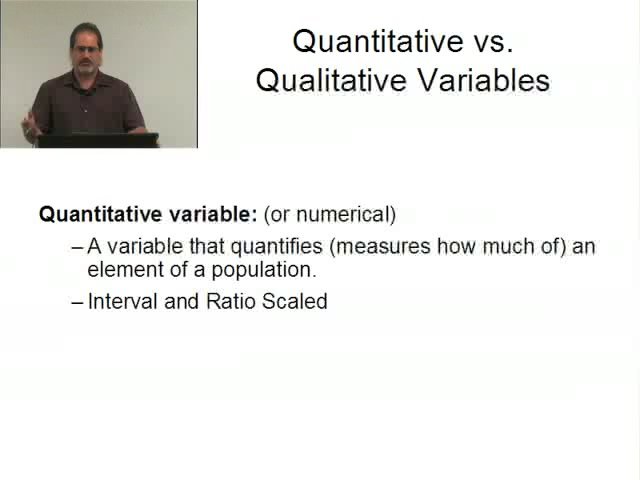 Quantitative vs.
Qualitative Variables
Quantitative variable: (or numerical)
– A variable that quantifies (measures how much of) an
element of a population.
– Interval and Ratio Scaled